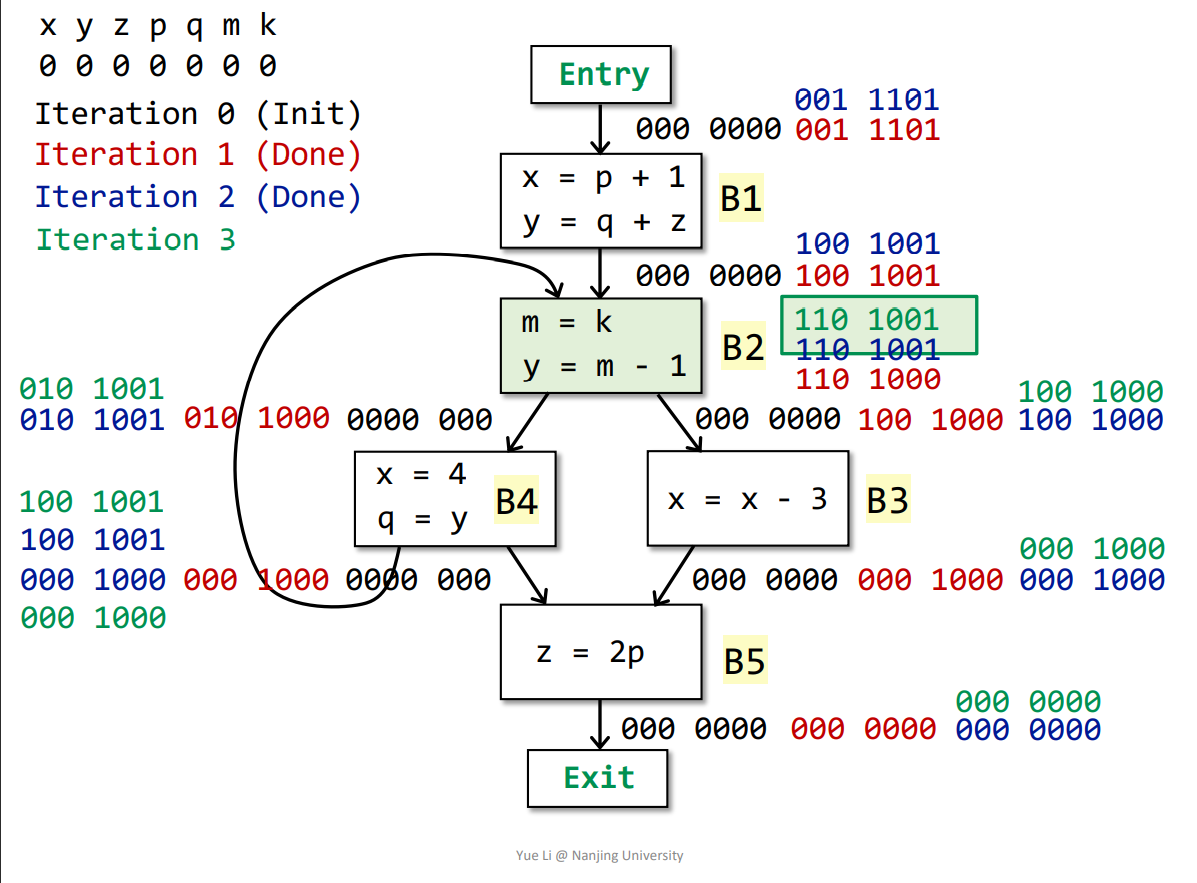 x y z p q m k
0 0 0 0 0 0 0
Iteration 0 (Init)
Iteration 1 (Done)
Iteration 2 (Done)
Iteration 3
Entry
001 1101
000 0000 001 1101
x = p + 1
y = q + z
B1
100 1001
000 0000 100 1001
m = k
y = m - 1
B2
110 1001
110 1001
110 1000
010 1001
010 1001 010 1000 0000 000
100 1000
000 0000 100 1000 100 1000
x = 4
q = y
B4
x = x - 3
B3
100 1001
100 1001
000 1000 000 1000 0000 000
000 1000
000 1000
000 0000 000 1000 000 1000
z = 2p
B5
000 0000
000 0000 000 0000 000 0000
Exit
Yue Li @ Nanjing University